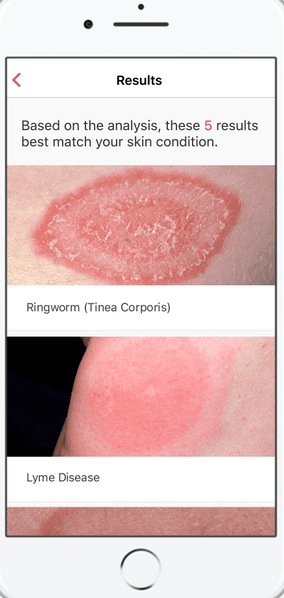 Results
Based on the analysis, these 5 results
best match your skin condition.
Ringworm (Tinea Corporis)
Lyme Disease